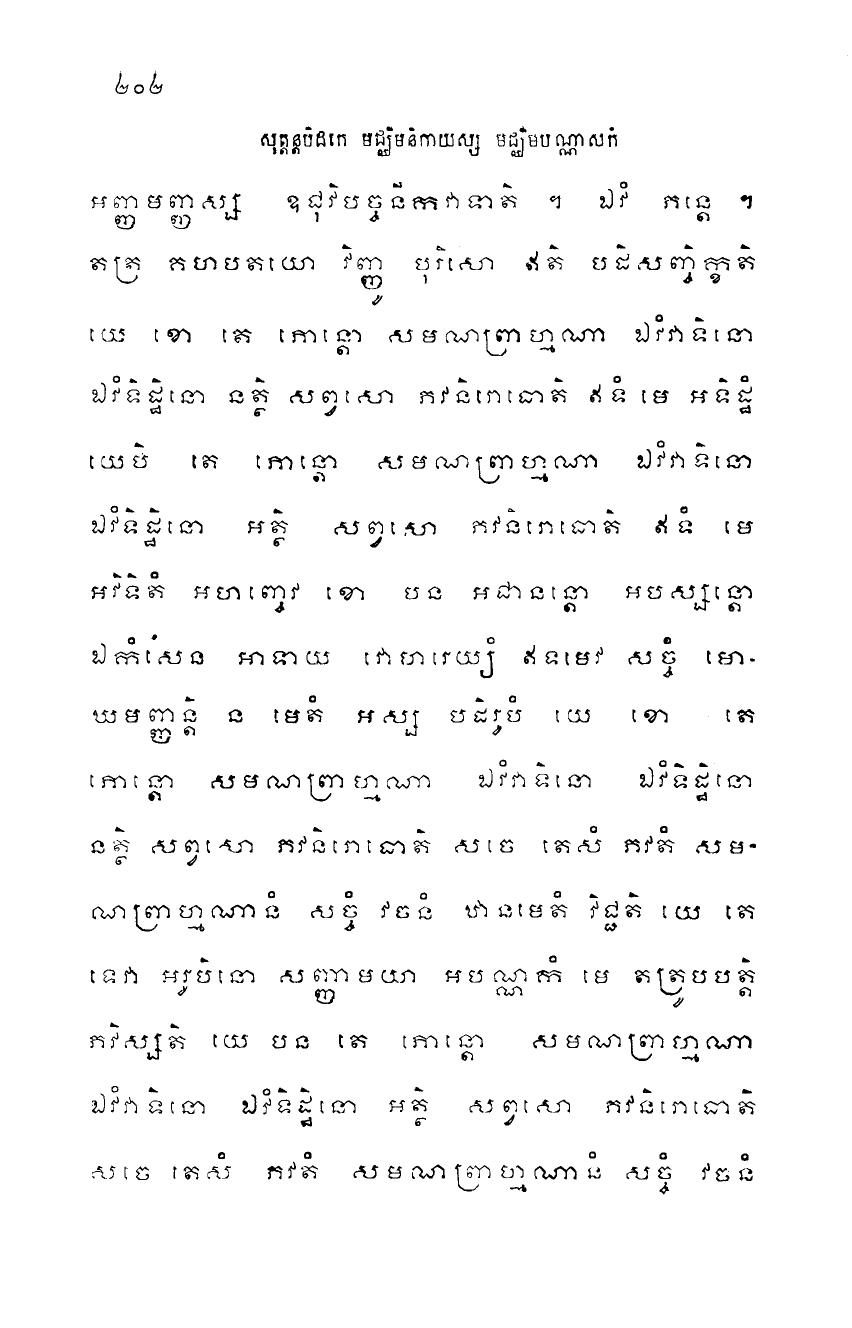 ២០២
សុត្តន្តបិដកេ មជ្ឈិមនិកាយស្ស មជ្ឈិមបណ្ណាសកំ
អញ្ញមញ្ញស្ស ឧជុវិបច្ចនីកវាទាតិ ។ ឯវំ ភន្តេ ។
តត្រ គហបតយោ វិញ្ញូ បុរិសោ ឥតិ បដិសញ្ចិក្ខតិ
យេ ខោ តេ ភោន្តោ សមណព្រាហ្មណា ឯវំវាទិនោ
ឯវំទិដ្ឋិនោ នត្ថិ សព្វសោ ភវនិរោធោតិ ឥទំ មេ អទិដ្ឋំ
យេបិ តេ ភោន្តោ សមណព្រាហ្មណា ឯវំវាទិនោ
ឯវំទិដ្ឋិនោ អត្ថិ សព្វសោ ភវនិរោធោតិ ឥទំ មេ
អវិទិតំ អហញ្ចេវ ខោ បន អជានន្តោ អបស្សន្តោ
ឯកំសេន អាទាយ វោហរេយ្យំ ឥទមេវ សច្ចំ មោ-
ឃមញ្ញន្តិ ន មេតំ អស្ស បដិរូបំ យេ ខោ តេ
ភោន្តោ សមណព្រាហ្មណា ឯវំវាទិនោ ឯវំទិដ្ឋិនោ
នត្ថិ សព្វសោ ភវនិរោធោតិ សចេ តេសំ ភវតំ សម-
ណព្រាហ្មណានំ សច្ចំ វចនំ ឋានមេតំ វិជ្ជតិ យេ តេ
ទេវា អរូបិនោ សញ្ញាមយា អបណ្ណកំ មេ តត្រូបបត្តិ
ភវិស្សតិ យេ បន តេ ភោន្តោ សមណព្រាហ្មណា
ឯវំវាទិនោ ឯវំទិដ្ឋិនោ អត្ថិ សព្វសោ ភវនិរោធោតិ
សចេ តេសំ ភវតំ សមណព្រាហ្មណានំ សច្ចំ វចនំ